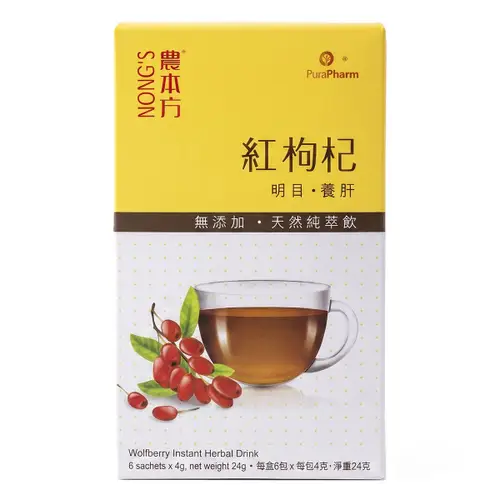 農本方®
NONG'S
PuraPharm®
紅枸杞
明目・養肝
無添加・天然純萃飲
Wolfberry Instant Herbal Drink
6 sachets x 4g, net weight 24g・每盒6包 x 每包4克，淨重24克